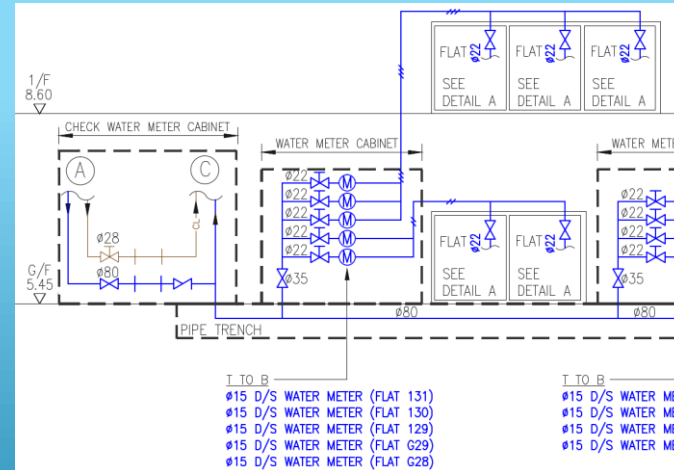 ø22
ø22
ø22
FLAT
FLAT
FLAT
SEE
DETAIL A
SEE
DETAIL A
SEE
DETAIL A
1/F
8.60
CHECK WATER METER CABINET
WATER METER CABINET
WATER METE
A
C
ø22
M
ø22
M
ø22
M
ø22
M
ø22
M
ø22
ø22
ø22
ø22
ø28
ø80
ø35
ø35
FLAT
ø22
FLAT
ø22
SEE
DETAIL A
SEE
DETAIL A
G/F
5.45
ø80
ø80
PIPE TRENCH
T TO B
ø15 D/S WATER METER (FLAT 131)
ø15 D/S WATER METER (FLAT 130)
ø15 D/S WATER METER (FLAT 129)
ø15 D/S WATER METER (FLAT G29)
ø15 D/S WATER METER (FLAT G28)
T TO B
ø15 D/S WATER ME
ø15 D/S WATER ME
ø15 D/S WATER ME
ø15 D/S WATER ME